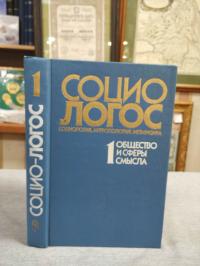 СОЦИО
ЛОГОС
СОЦИОЛОГИЯ, АНТРОПОЛОГИЯ, МЕТАФИЗИКА
1 ОБЩЕСТВО
И СФЕРЫ
СМЫСЛА
1
СОЦИО-ЛОГОС